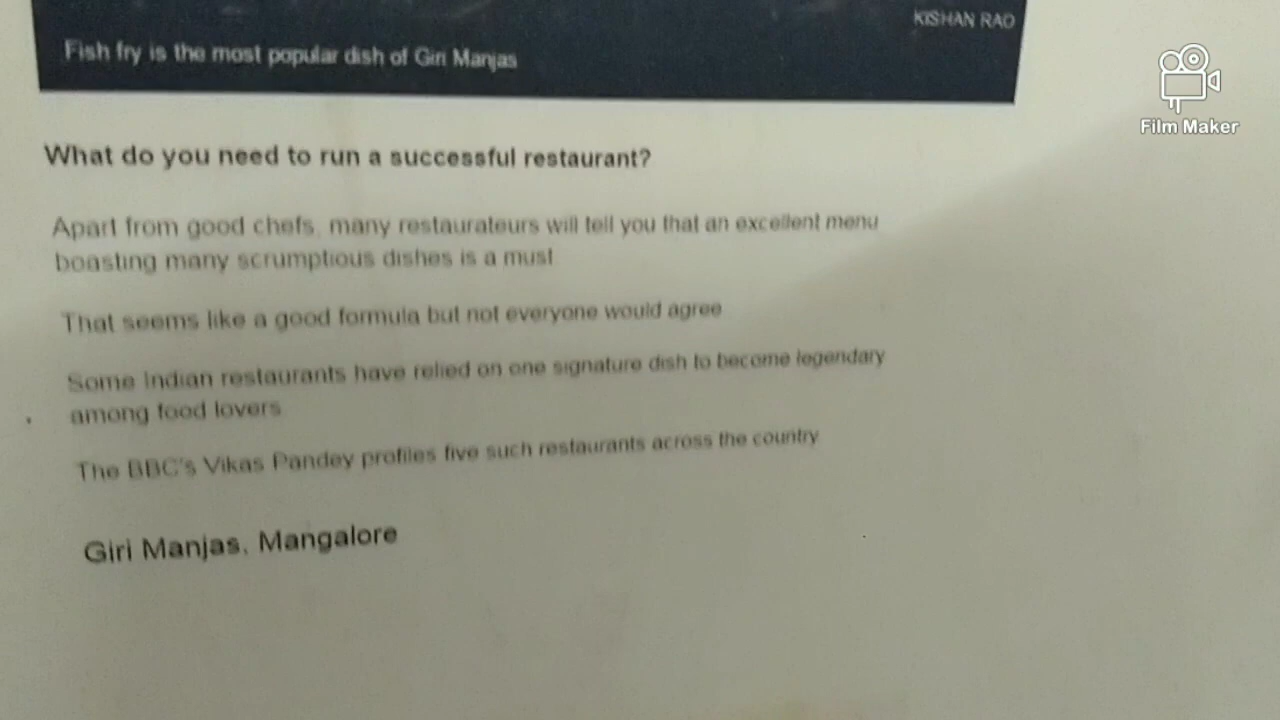 KISHAN RAO
Fish fry is the most popular dish of Giri Manjas
Film Maker
What do you need to run a successful restaurant?
Apart from good chefs, many restaurateurs will tell you that an excellent menu
boasting many scrumptious dishes is a must
That seems like a good formula but not everyone would agree
Some Indian restaurants have relied on one signature dish to become legendary
among food lovers
The BBC's Vikas Pandey profiles five such restaurants across the country
Giri Manjas, Mangalore